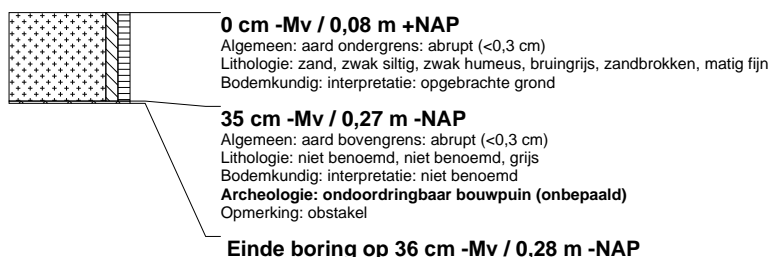 0 cm -Mv / 0,08 m +NAP
Algemeen: aard ondergrens: abrupt (<0,3 cm)
Lithologie: zand, zwak siltig, zwak humeus, bruingrijs, zandbrokken, matig fijn
Bodemkundig: interpretatie: opgebrachte grond
35 cm -Mv / 0,27 m -NAP
Algemeen: aard bovengrens: abrupt (<0,3 cm)
Lithologie: niet benoemd, niet benoemd, grijs
Bodemkundig: interpretatie: niet benoemd
Archeologie: ondoordringbaar bouwpuin (onbepaald)
Opmerking: obstakel
Einde boring op 36 cm -Mv / 0,28 m -NAP